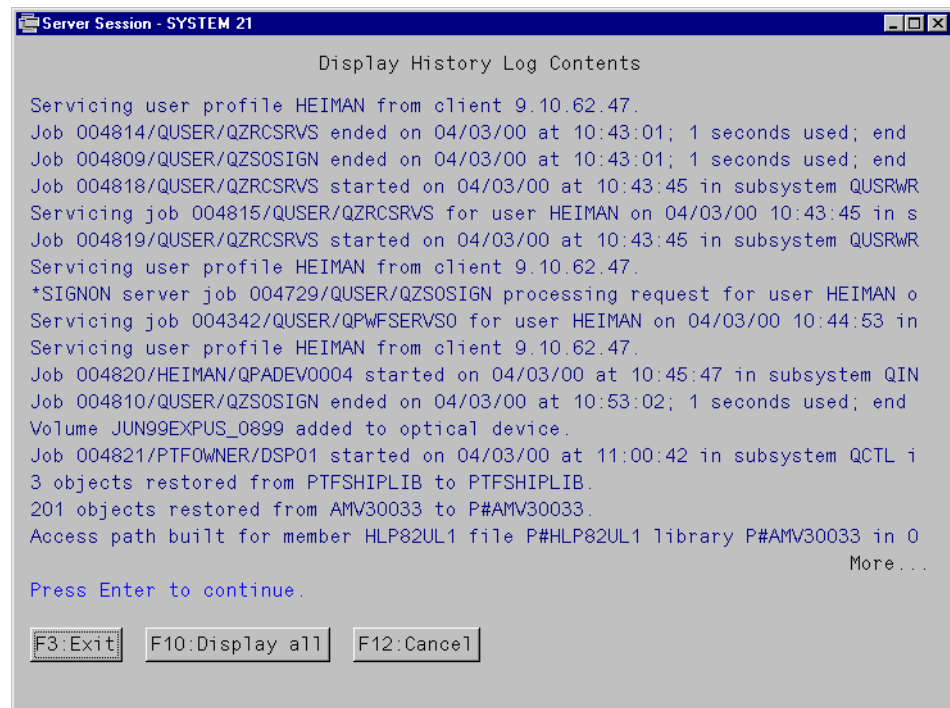 Server Session - SYSTEM 21
Display History Log Contents
Servicing user profile HEIMAN from client 9.10.62.47.
Job 004814/QUSER/QZRCSRVS ended on 04/03/00 at 10:43:01; 1 seconds used; end
Job 004809/QUSER/QZSOSIGN ended on 04/03/00 at 10:43:01; 1 seconds used; end
Job 004818/QUSER/QZRCSRVS started on 04/03/00 at 10:43:45 in subsystem QUSRWR
Servicing job 004815/QUSER/QZRCSRVS for user HEIMAN on 04/03/00 10:43:45 in s
Job 004819/QUSER/QZRCSRVS started on 04/03/00 at 10:43:45 in subsystem QUSRWR
Servicing user profile HEIMAN from client 9.10.62.47.
*SIGNON server job 004729/QUSER/QZSOSIGN processing request for user HEIMAN o
Servicing job 004342/QUSER/QPWFSERVSO for user HEIMAN on 04/03/00 10:44:53 in
Servicing user profile HEIMAN from client 9.10.62.47.
Job 004820/HEIMAN/QPADEV0004 started on 04/03/00 at 10:45:47 in subsystem QIN
Job 004810/QUSER/QZSOSIGN ended on 04/03/00 at 10:53:02; 1 seconds used; end
Volume JUN99EXPUS_0899 added to optical device.
Job 004821/PTFOWNER/DSP01 started on 04/03/00 at 11:00:42 in subsystem QCTL i
3 objects restored from PTFSHIPLIB to PTFSHIPLIB.
201 objects restored from AMV30033 to P#AMV30033.
Access path built for member HLP82UL1 file P#HLP82UL1 library P#AMV30033 in O
More...
Press Enter to continue.
F3:Exit F10:Display all F12:Cancel